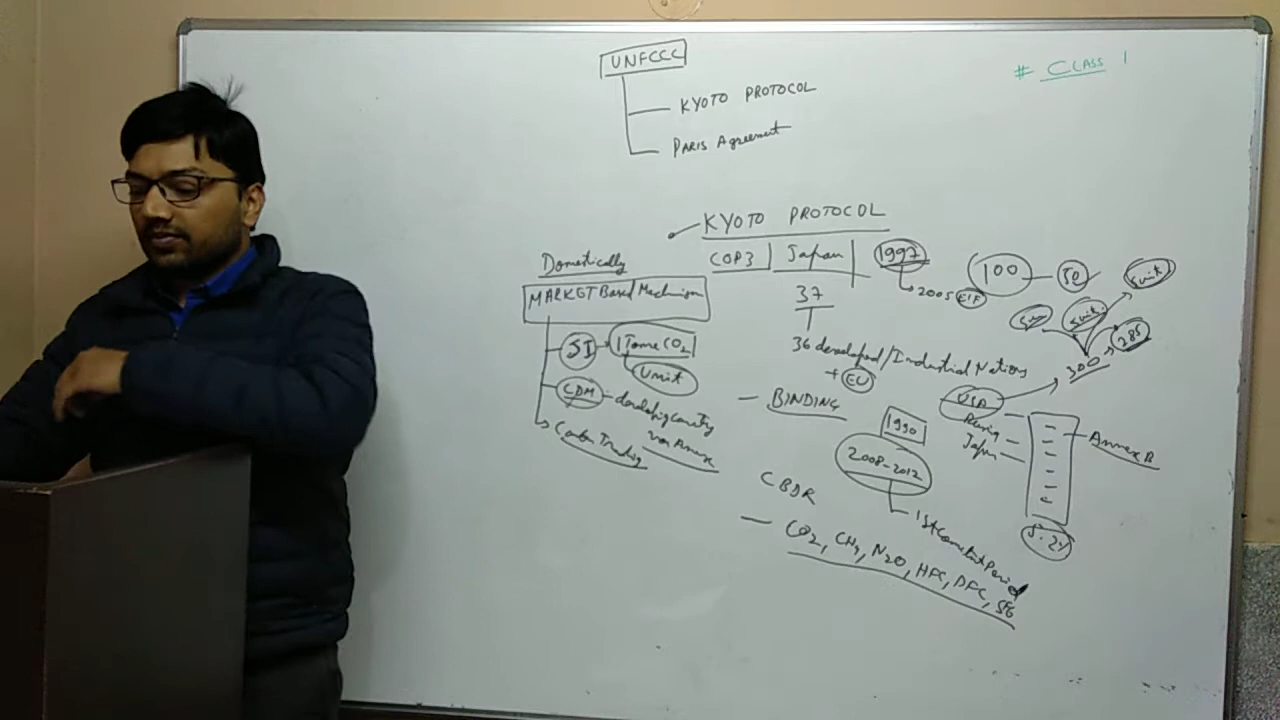 UNFCCC
# CLASS 1
KYOTO PROTOCOL
PARIS Agreement
KYOTO PROTOCOL
COP3 | Japan | 1997
2005 EIF
Domestically
MARKET Based Mechanism
JI 1 Tonne CO2
Unit
CDM - developing country
non Annex
Carbon Trading
37
36 developed/Industrial Nations
+ EU
- BINDING
1990
2008-2012
1st Commitment Period
CBDR
- CO2, CH4, N2O, HFC, PFC, SF6
100 - 50
300 285
USA
Russia
Japan
Annex B
5.2%